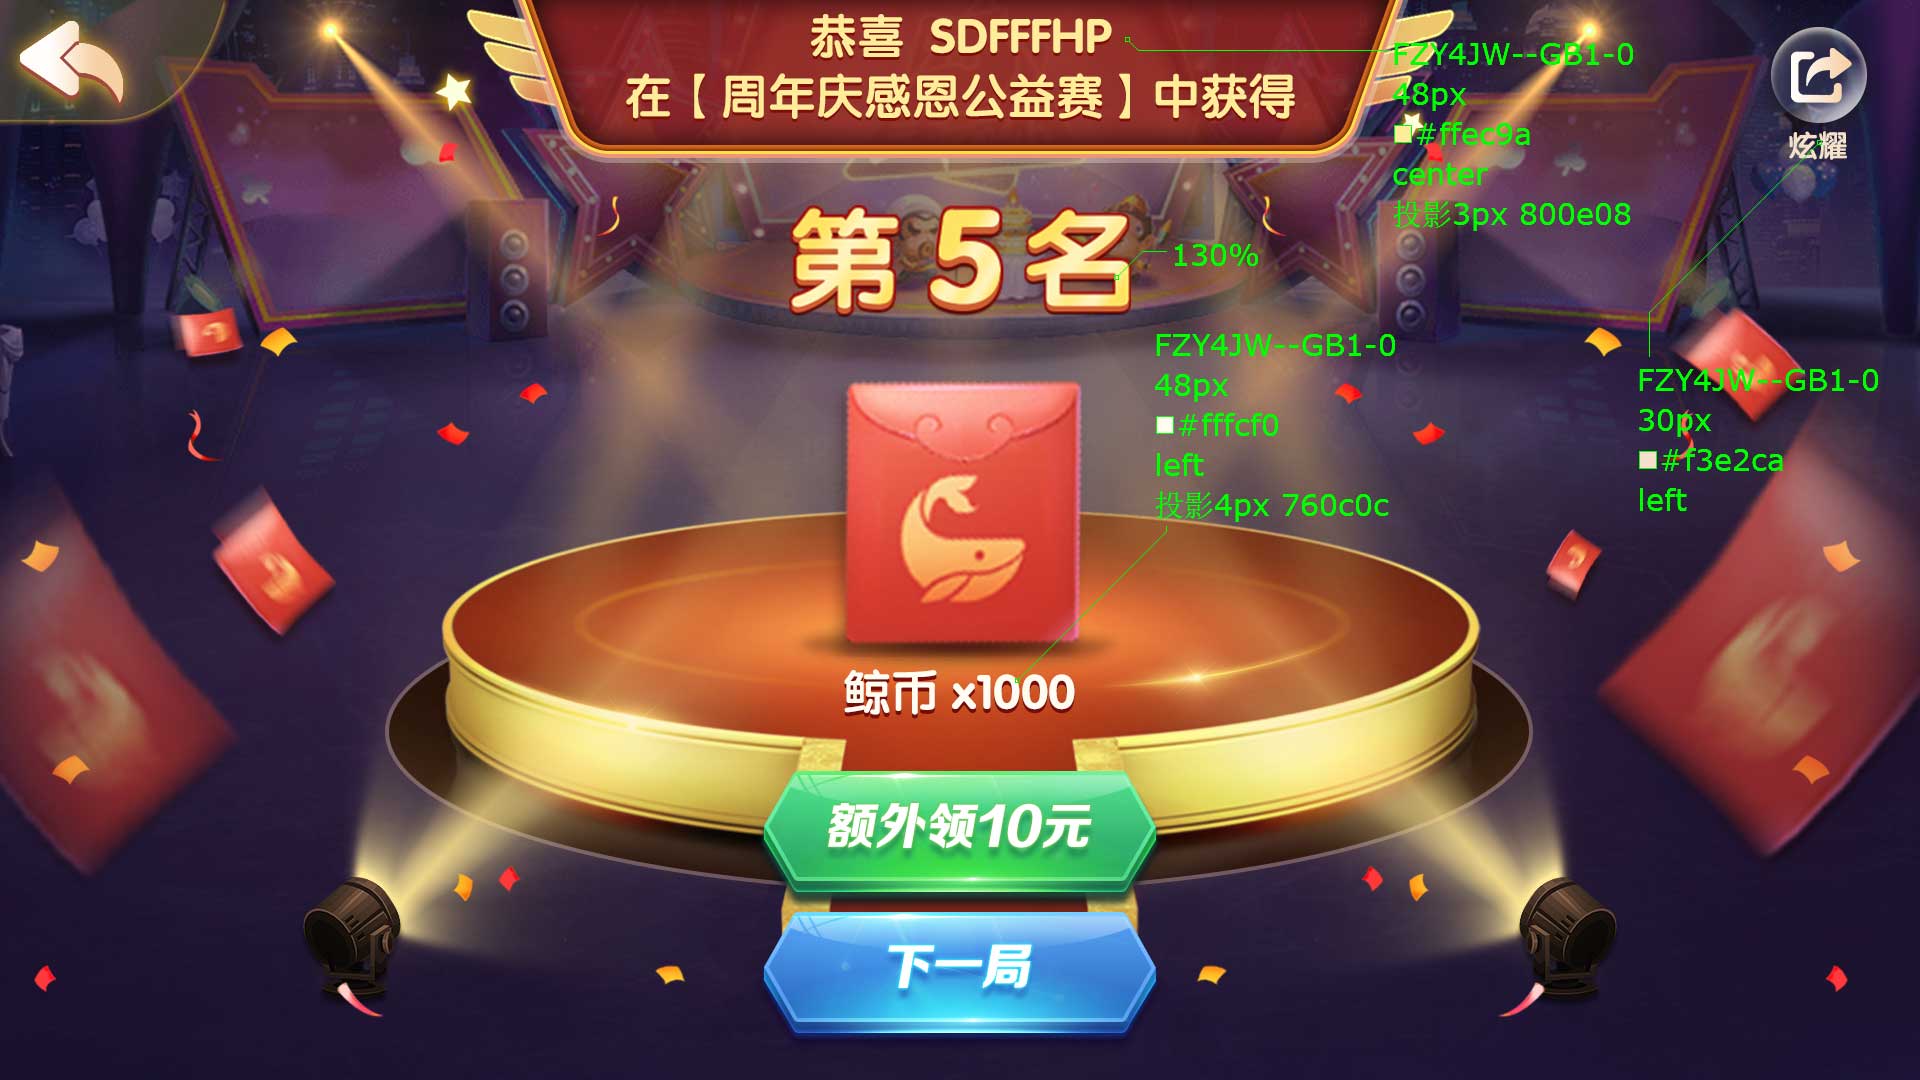 恭喜 SDFFFHP
在【周年庆感恩公益赛】中获得
FZY4JW--GB1-0
48px
#ffec9a
center
投影3px 800e08
炫耀
第5名
130%
FZY4JW--GB1-0
48px
#fffcf0
left
投影4px 760c0c
FZY4JW--GB1-0
30px
#f3e2ca
left
鲸币 x1000
额外领10元
下一局